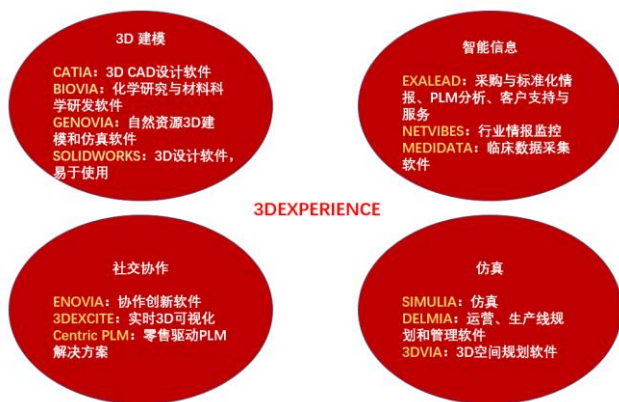 3D 建模
CATIA：3D CAD设计软件
BIOVIA：化学研究与材料科
学研发软件
GENOVIA：自然资源3D建
模和仿真软件
SOLIDWORKS：3D设计软件，
易于使用
智能信息
EXALEAD：采购与标准化情
报、PLM分析、客户支持与
服务
NETVIBES：行业情报监控
MEDIDATA：临床数据采集
软件
3DEXPERIENCE
社交协作
ENOVIA：协作创新软件
3DEXCITE：实时3D可视化
Centric PLM：零售驱动PLM
解决方案
仿真
SIMULIA：仿真
DELMIA：运营、生产线规
划和管理软件
3DVIA：3D空间规划软件